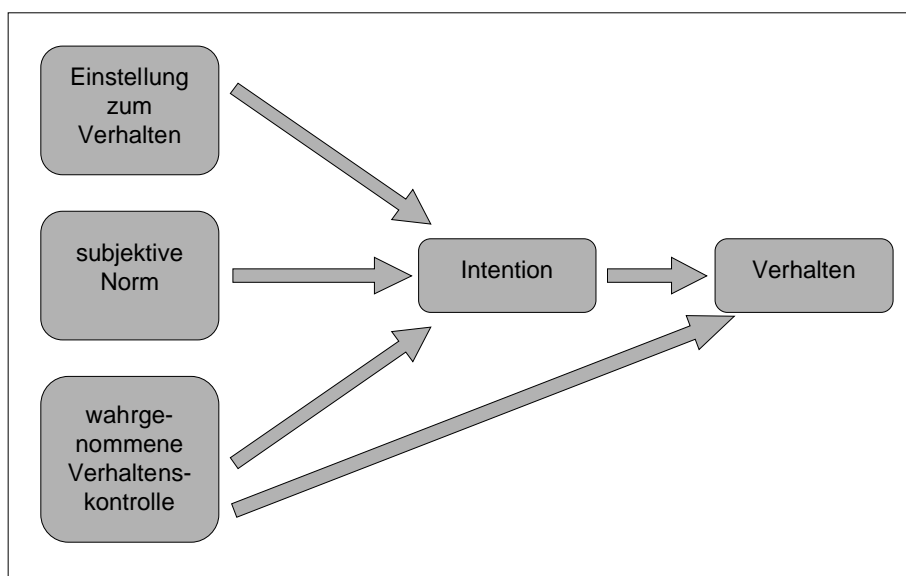 Einstellung
zum
Verhalten
subjektive
Norm
Intention
Verhalten
wahrge-
nommene
Verhaltens-
kontrolle